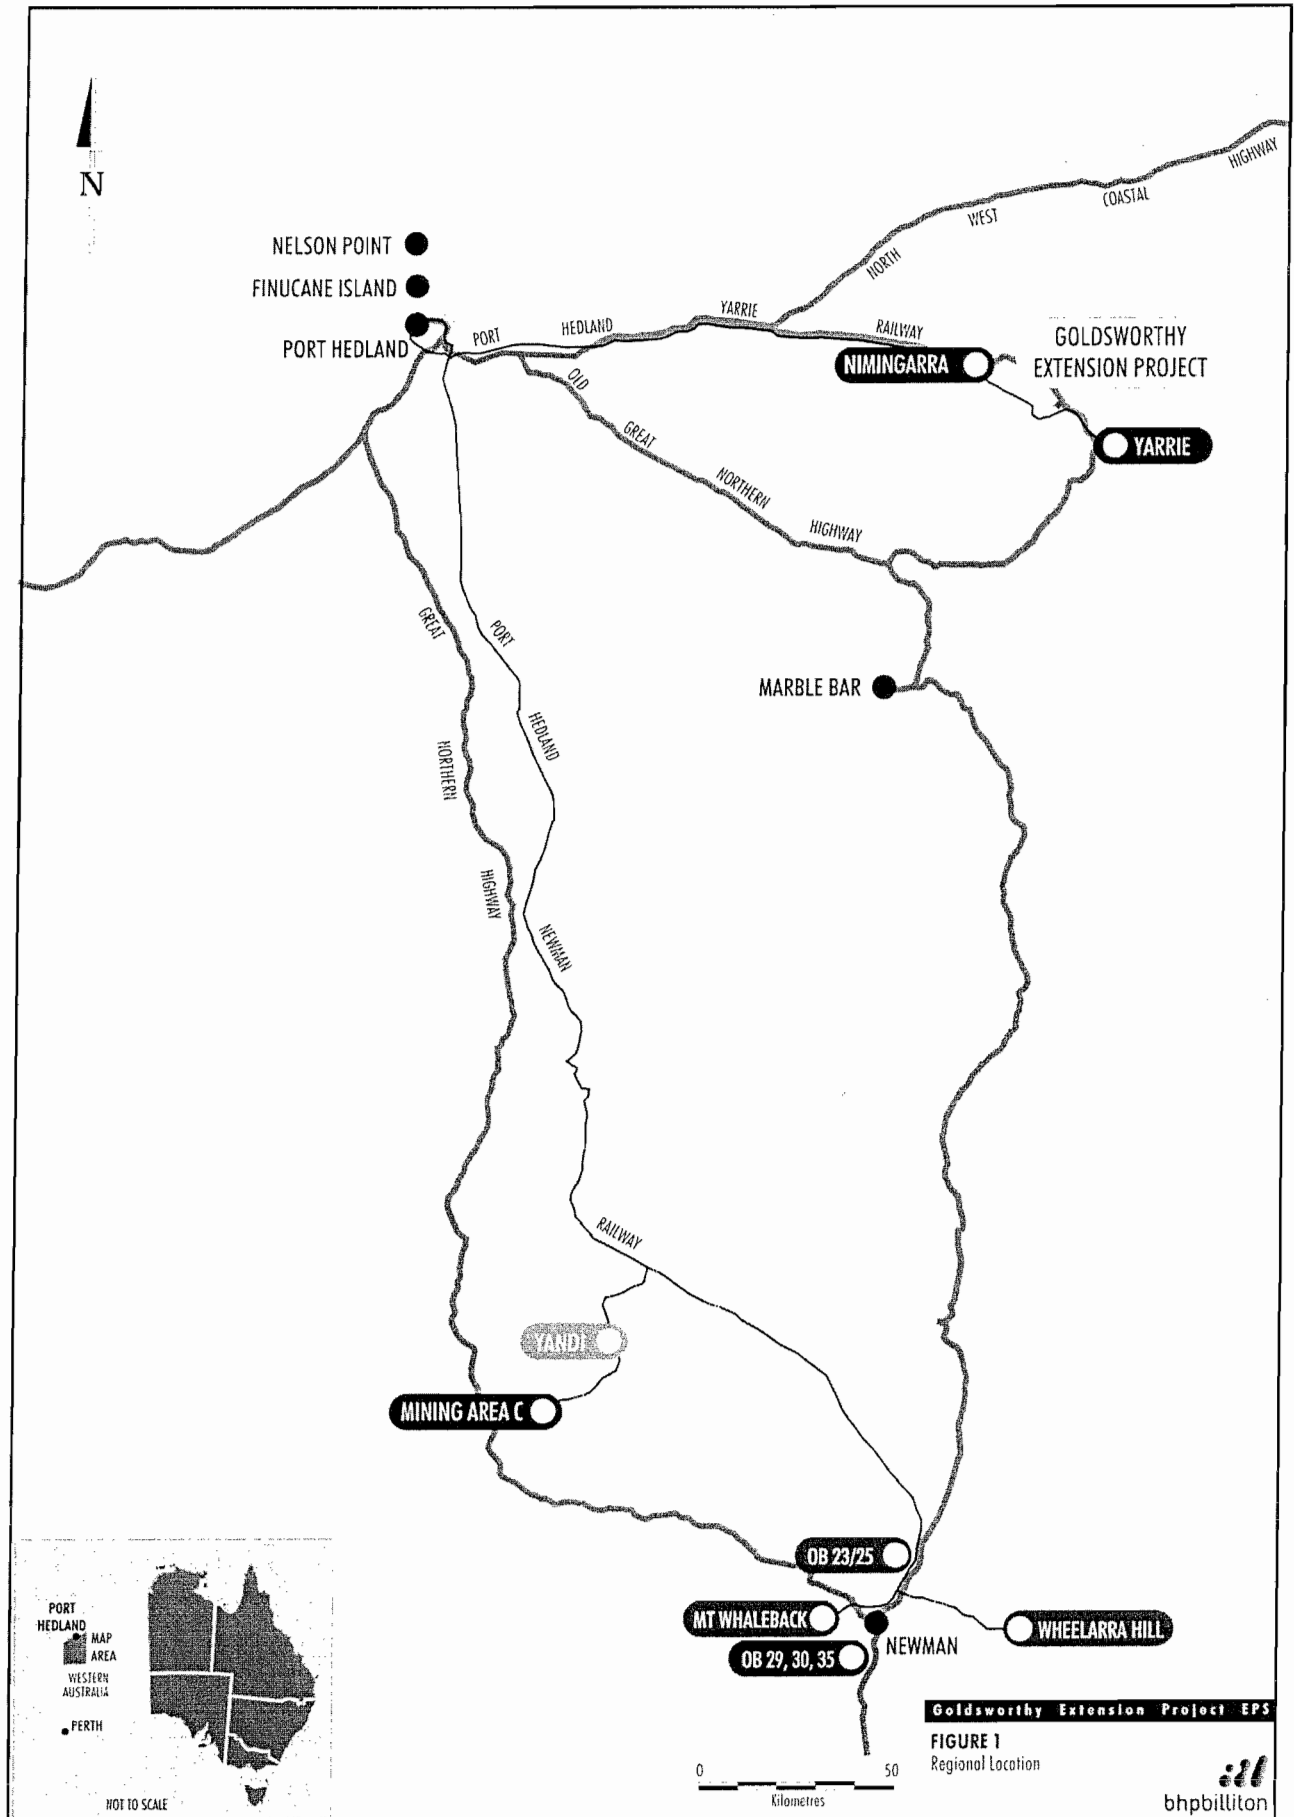 N
NELSON POINT
FINUCANE ISLAND
PORT HEDLAND
NORTH WEST COASTAL HIGHWAY
PORT HEDLAND YARRIE RAILWAY
NIMINGARRA
GOLDSWORTHY
EXTENSION PROJECT
YARRIE
OLD GREAT NORTHERN HIGHWAY
GREAT NORTHERN HIGHWAY
PORT HEDLAND NEWMAN RAILWAY
MARBLE BAR
YANDI
MINING AREA C
OB 23/25
MT WHALEBACK
NEWMAN
WHEELARRA HILL
OB 29, 30, 35
PORT
HEDLAND
MAP
AREA
WESTERN
AUSTRALIA
PERTH
NOT TO SCALE
0 50
Kilometres
Goldsworthy Extension Project EPS
FIGURE 1
Regional Location
bhpbilliton